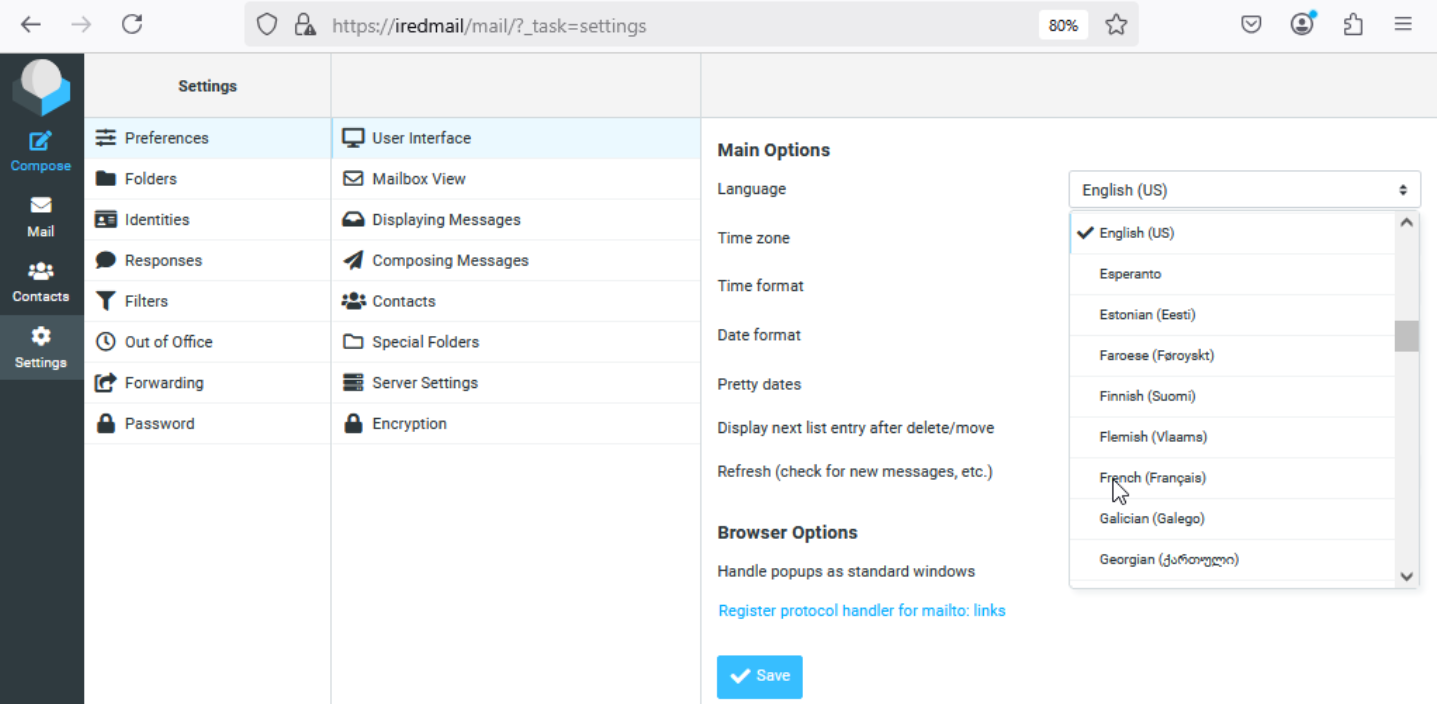 https://iredmail/mail/?_task=settings
80%
Compose
Mail
Contacts
Settings
Settings
Preferences
Folders
Identities
Responses
Filters
Out of Office
Forwarding
Password
User Interface
Mailbox View
Displaying Messages
Composing Messages
Contacts
Special Folders
Server Settings
Encryption
Main Options
Language
English (US)
Time zone
Time format
Date format
Pretty dates
Display next list entry after delete/move
Refresh (check for new messages, etc.)
English (US)
Esperanto
Estonian (Eesti)
Faroese (Føroyskt)
Finnish (Suomi)
Flemish (Vlaams)
French (Français)
Galician (Galego)
Georgian (ქართული)
Browser Options
Handle popups as standard windows
Register protocol handler for mailto: links
Save